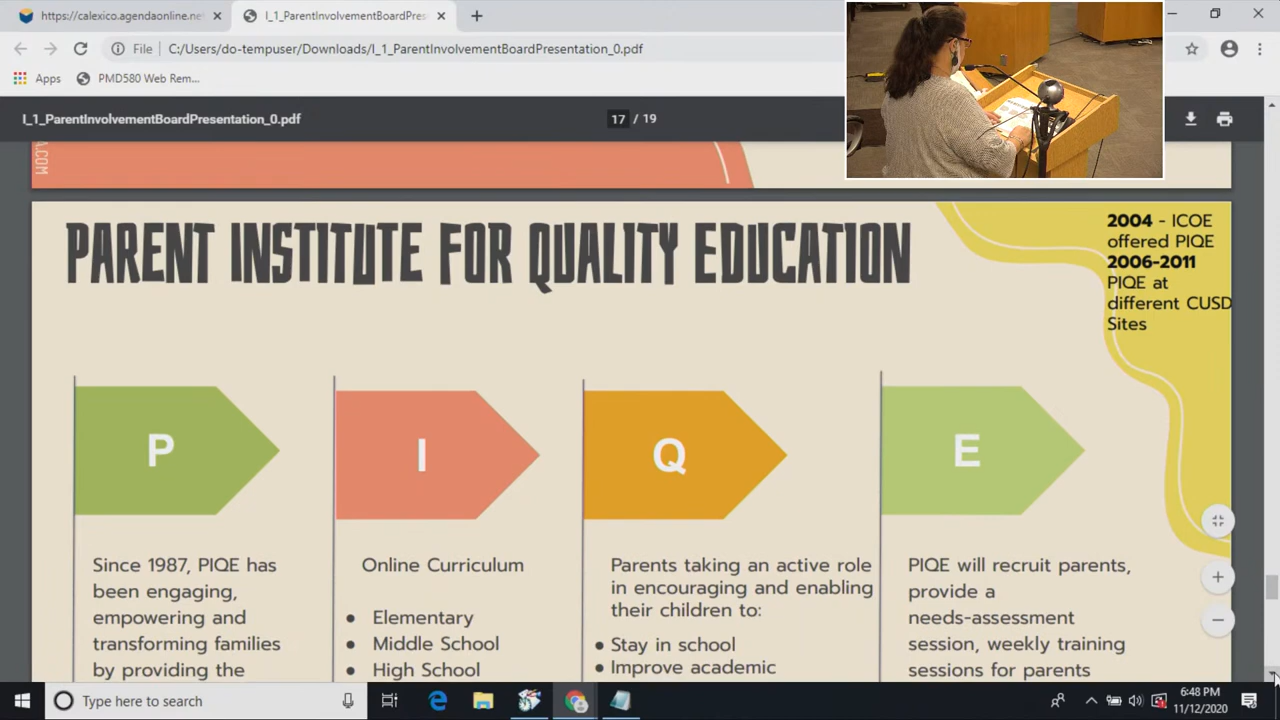 https://calexico.agendaonline.ne
I_1_ParentInvolvementBoardPres
File
C:/Users/do-tempuser/Downloads/I_1_ParentInvolvementBoardPresentation_0.pdf
Apps
PMD580 Web Rem...
I_1_ParentInvolvementBoardPresentation_0.pdf
17 / 19
A.COM
PARENT INSTITUTE FOR QUALITY EDUCATION
2004 - ICOE
offered PIQE
2006-2011
PIQE at
different CUSD
Sites
P
I
Q
E
Since 1987, PIQE has
been engaging,
empowering and
transforming families
by providing the
Online Curriculum
● Elementary
● Middle School
● High School
Parents taking an active role
in encouraging and enabling
their children to:
● Stay in school
● Improve academic
PIQE will recruit parents,
provide a
needs-assessment
session, weekly training
sessions for parents
Type here to search
6:48 PM
11/12/2020